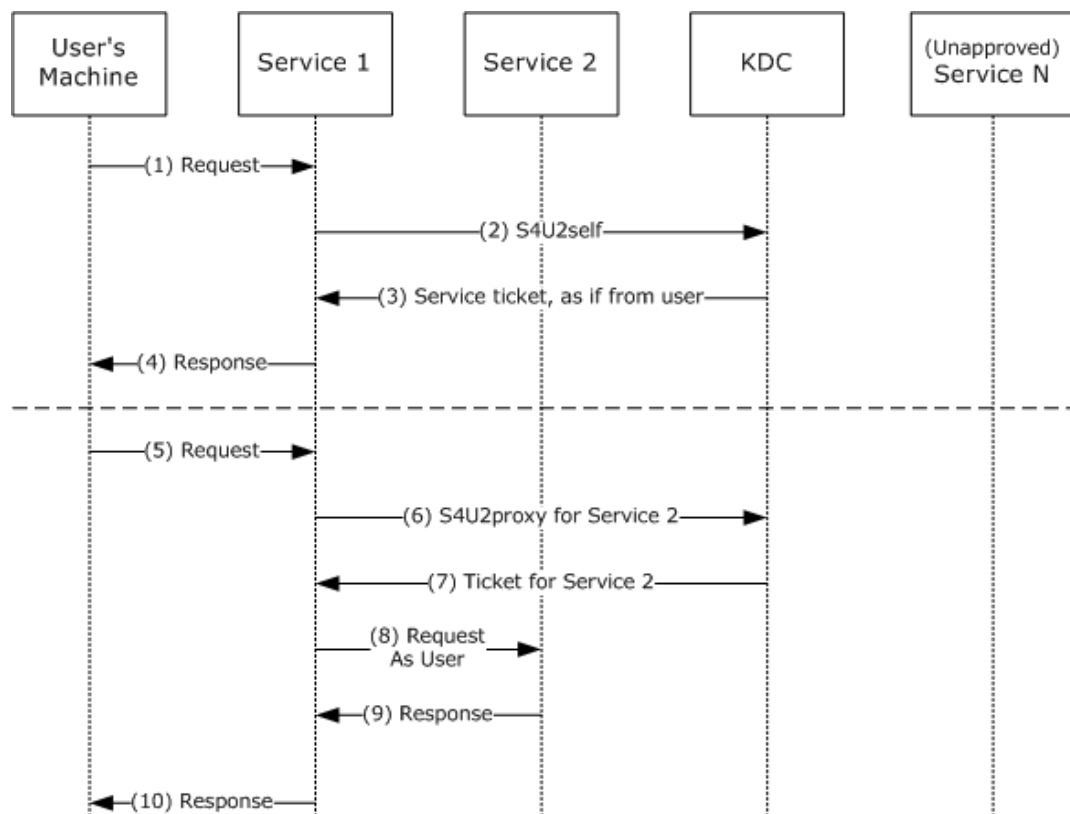 User's
Machine
Service 1
Service 2
KDC
(Unapproved)
Service N
(1) Request
(2) S4U2self
(3) Service ticket, as if from user
(4) Response
(5) Request
(6) S4U2proxy for Service 2
(7) Ticket for Service 2
(8) Request
As User
(9) Response
(10) Response